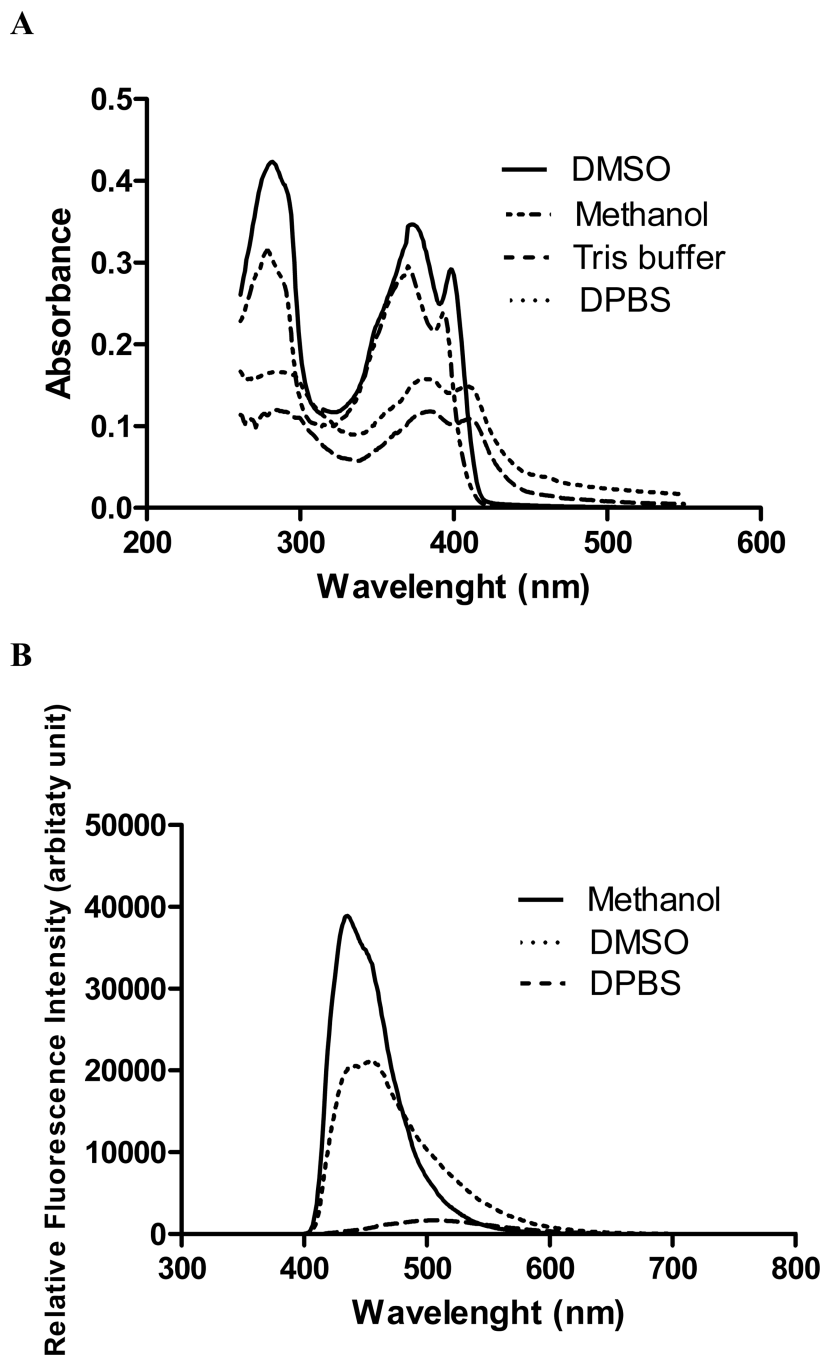 A
Absorbance
0.5
0.4
0.3
0.2
0.1
0.0
200 300 400 500 600
Wavelenght (nm)
DMSO
Methanol
Tris buffer
DPBS
B
Relative Fluorescence Intensity (arbitaty unit)
50000
40000
30000
20000
10000
0
300 400 500 600 700 800
Wavelenght (nm)
Methanol
DMSO
DPBS